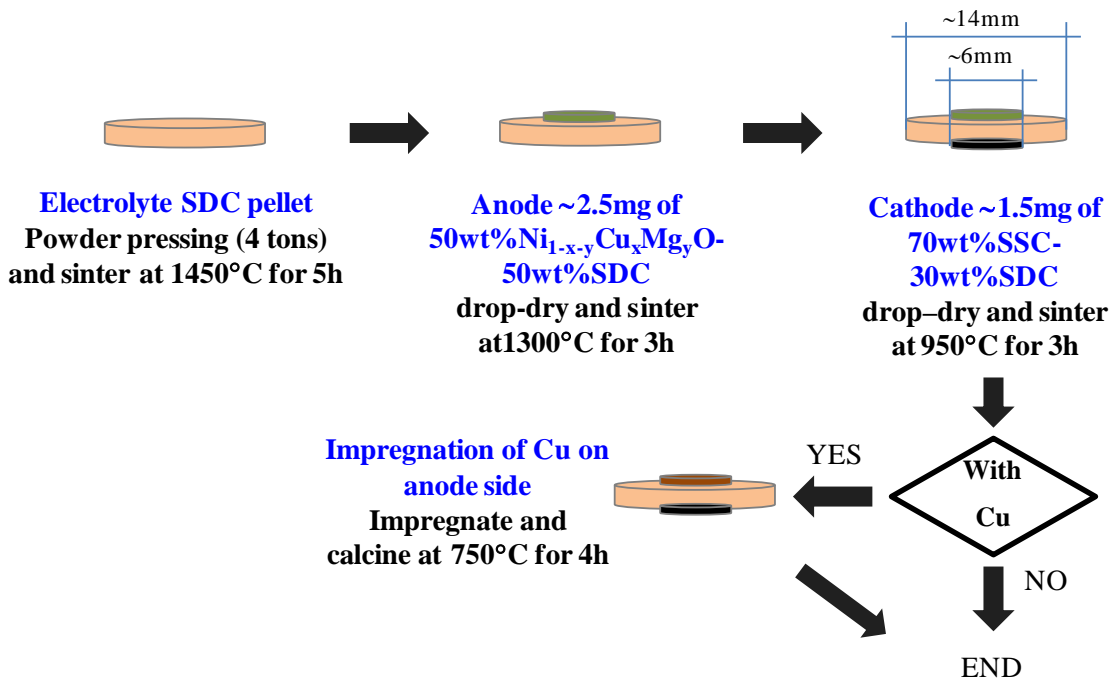 ~14mm
~6mm
Electrolyte SDC pellet
Powder pressing (4 tons)
and sinter at 1450°C for 5h
Anode ~2.5mg of
50wt%Ni₁₋ₓ₋ᵧCuₓMgᵧO-
50wt%SDC
drop-dry and sinter
at1300°C for 3h
Cathode ~1.5mg of
70wt%SSC-
30wt%SDC
drop–dry and sinter
at 950°C for 3h
With
Cu
YES
Impregnation of Cu on
anode side
Impregnate and
calcine at 750°C for 4h
NO
END